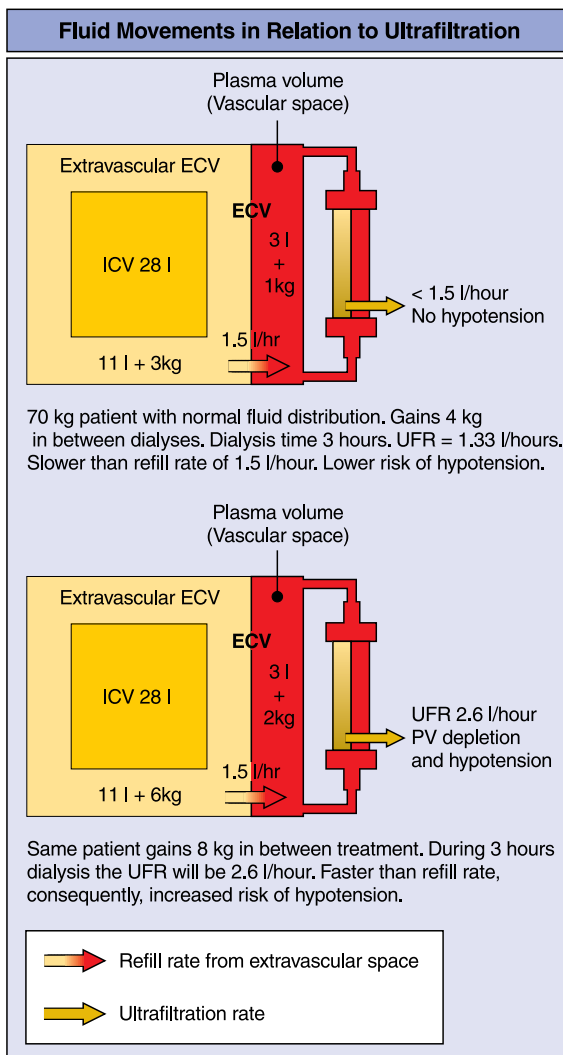 Fluid Movements in Relation to Ultrafiltration
Plasma volume
(Vascular space)
Extravascular ECV
ECV
ICV 28 l
3 l
+
1kg
< 1.5 l/hour
No hypotension
1.5 l/hr
11 l + 3kg
70 kg patient with normal fluid distribution. Gains 4 kg
in between dialyses. Dialysis time 3 hours. UFR = 1.33 l/hours.
Slower than refill rate of 1.5 l/hour. Lower risk of hypotension.
Plasma volume
(Vascular space)
Extravascular ECV
ECV
ICV 28 l
3 l
+
2kg
UFR 2.6 l/hour
PV depletion
and hypotension
1.5 l/hr
11 l + 6kg
Same patient gains 8 kg in between treatment. During 3 hours
dialysis the UFR will be 2.6 l/hour. Faster than refill rate,
consequently, increased risk of hypotension.
Refill rate from extravascular space
Ultrafiltration rate